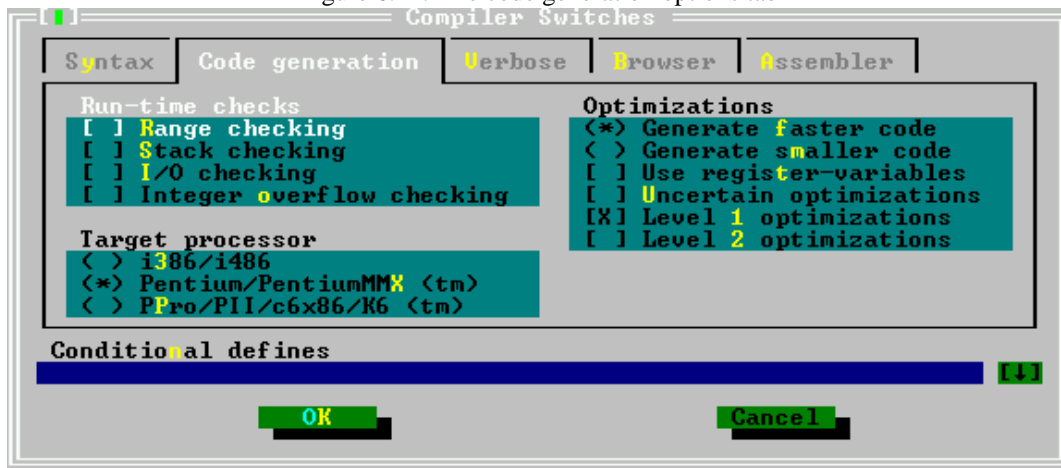 Compiler Switches
Syntax Code generation Verbose Browser Assembler
Run-time checks
[ ] Range checking
[ ] Stack checking
[ ] I/O checking
[ ] Integer overflow checking
Target processor
( ) i386/i486
(*) Pentium/PentiumMMX (tm)
( ) PPro/PII/c6x86/K6 (tm)
Optimizations
(*) Generate faster code
( ) Generate smaller code
[ ] Use register-variables
[ ] Uncertain optimizations
[X] Level 1 optimizations
[ ] Level 2 optimizations
Conditional defines
[↓]
OK Cancel